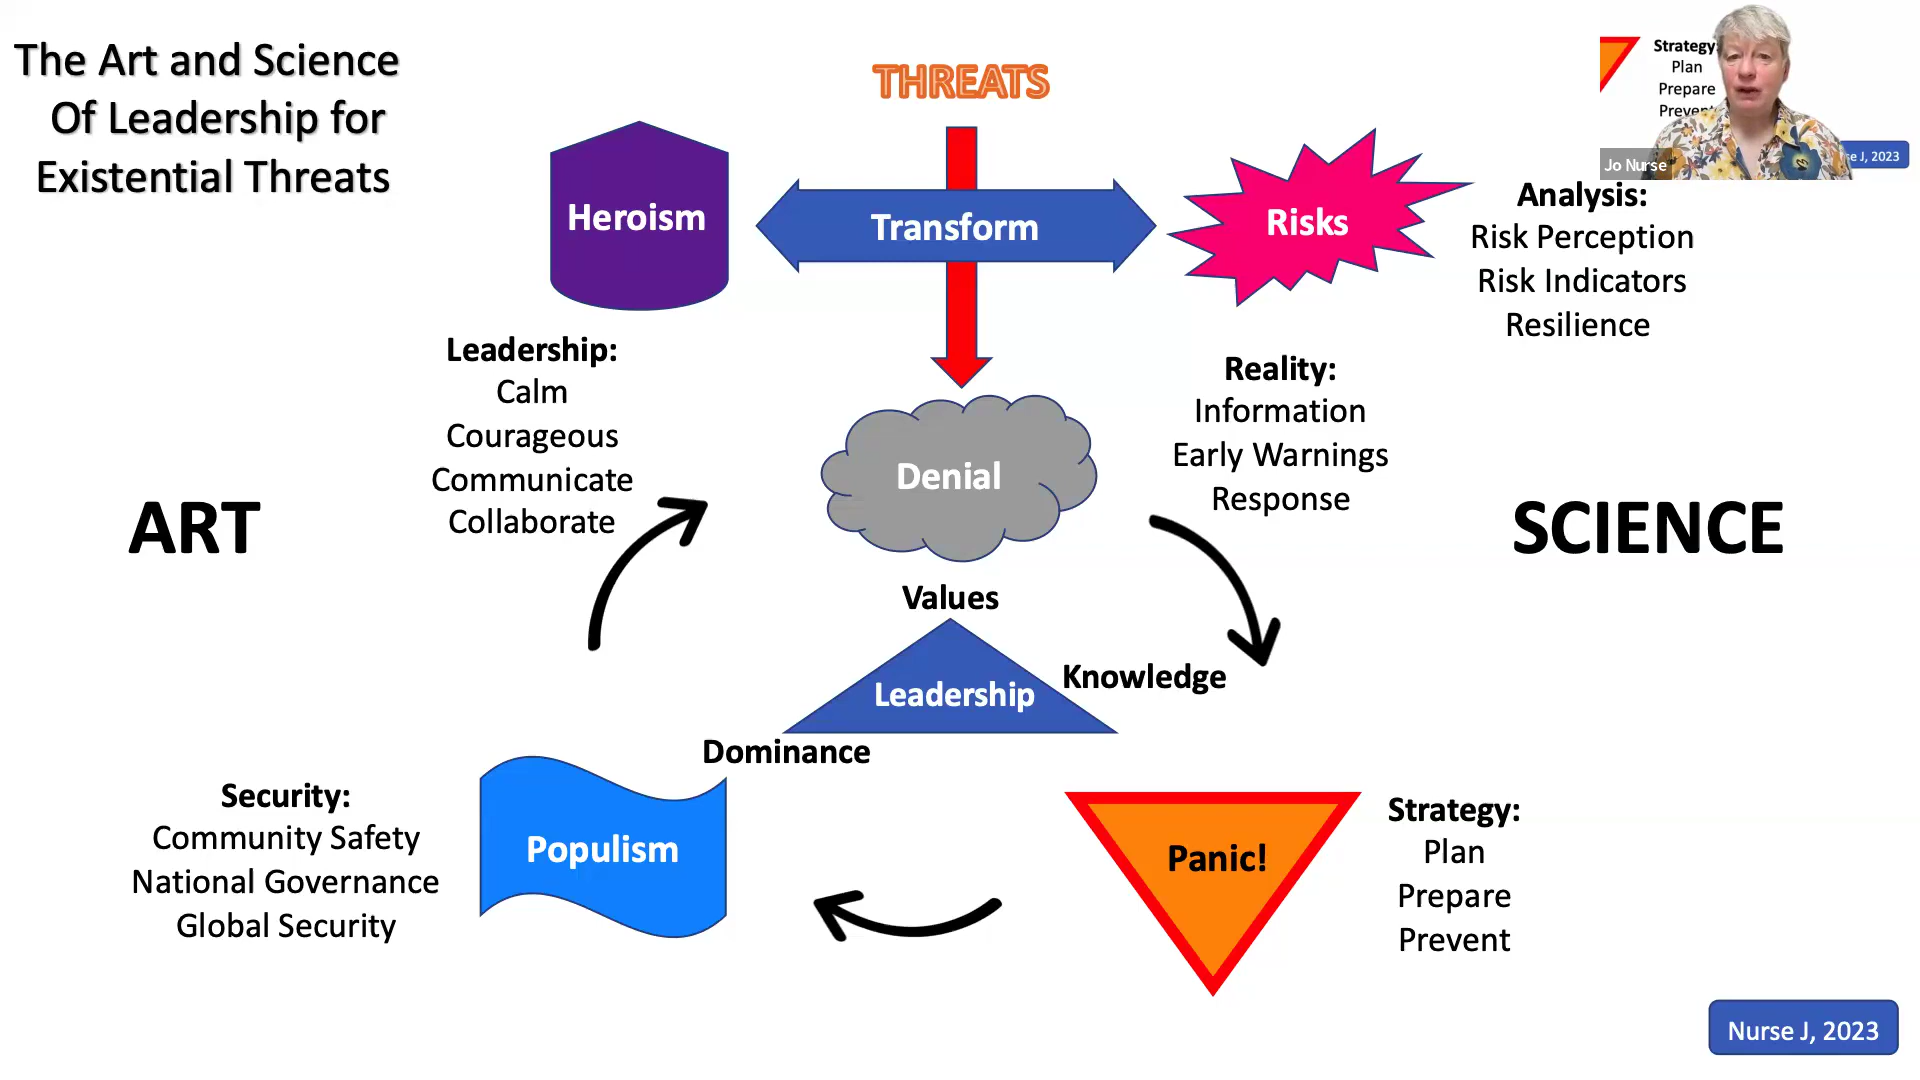 The Art and Science
Of Leadership for
Existential Threats
THREATS
Heroism
Transform
Risks
Analysis:
Risk Perception
Risk Indicators
Resilience
Leadership:
Calm
Courageous
Communicate
Collaborate
Denial
Reality:
Information
Early Warnings
Response
ART
SCIENCE
Values
Leadership
Knowledge
Dominance
Security:
Community Safety
National Governance
Global Security
Populism
Panic!
Strategy:
Plan
Prepare
Prevent
Nurse J, 2023
Strategy:
Plan
Prepare
Jo Nurse
J, 2023